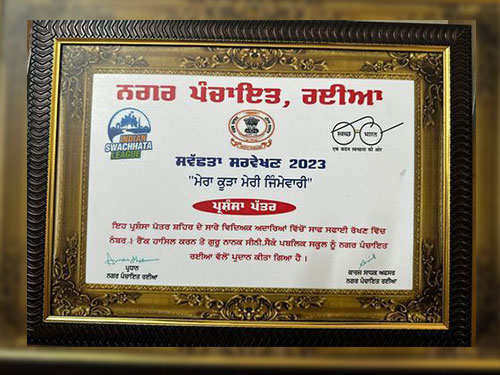 ਨਗਰ ਪੰਚਾਇਤ, ਰਈਆ
INDIAN
SWACHHATA
LEAGUE
स्वच्छ भारत
एक कदम स्वच्छता की ओर
ਸਵੱਛਤਾ ਸਰਵੇਖਣ 2023
"ਮੇਰਾ ਕੂੜਾ ਮੇਰੀ ਜਿੰਮੇਵਾਰੀ"
ਪ੍ਰਸ਼ੰਸਾ ਪੱਤਰ
ਇਹ ਪ੍ਰਸ਼ੰਸਾ ਪੱਤਰ ਸ਼ਹਿਰ ਦੇ ਸਾਰੇ ਵਿਦਿਅਕ ਅਦਾਰਿਆਂ ਵਿੱਚੋਂ ਸਾਫ ਸਫਾਈ ਰੱਖਣ ਵਿੱਚ
ਨੰਬਰ.1 ਰੈਂਕ ਹਾਸਿਲ ਕਰਨ ਤੇ ਗੁਰੂ ਨਾਨਕ ਸੀਨੀ.ਸੈਕੰ ਪਬਲਿਕ ਸਕੂਲ ਨੂੰ ਨਗਰ ਪੰਚਾਇਤ
ਰਈਆ ਵੱਲੋਂ ਪ੍ਰਦਾਨ ਕੀਤਾ ਗਿਆ ਹੈ ।
ਪ੍ਰਧਾਨ
ਨਗਰ ਪੰਚਾਇਤ ਰਈਆ
ਕਾਰਜ ਸਾਧਕ ਅਫਸਰ
ਨਗਰ ਪੰਚਾਇਤ ਰਈਆ